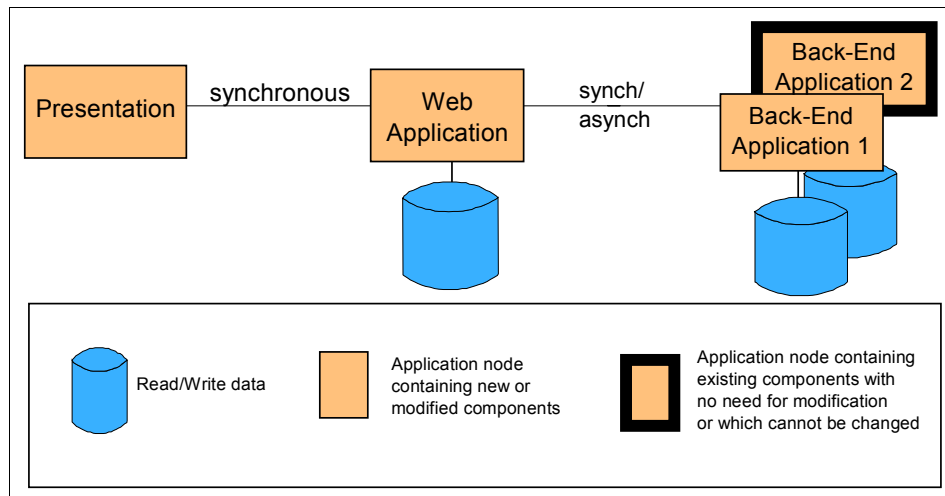 Presentation
synchronous
Web
Application
synch/
asynch
Back-End
Application 2
Back-End
Application 1
Read/Write data
Application node
containing new or
modified components
Application node containing
existing components with
no need for modification
or which cannot be changed